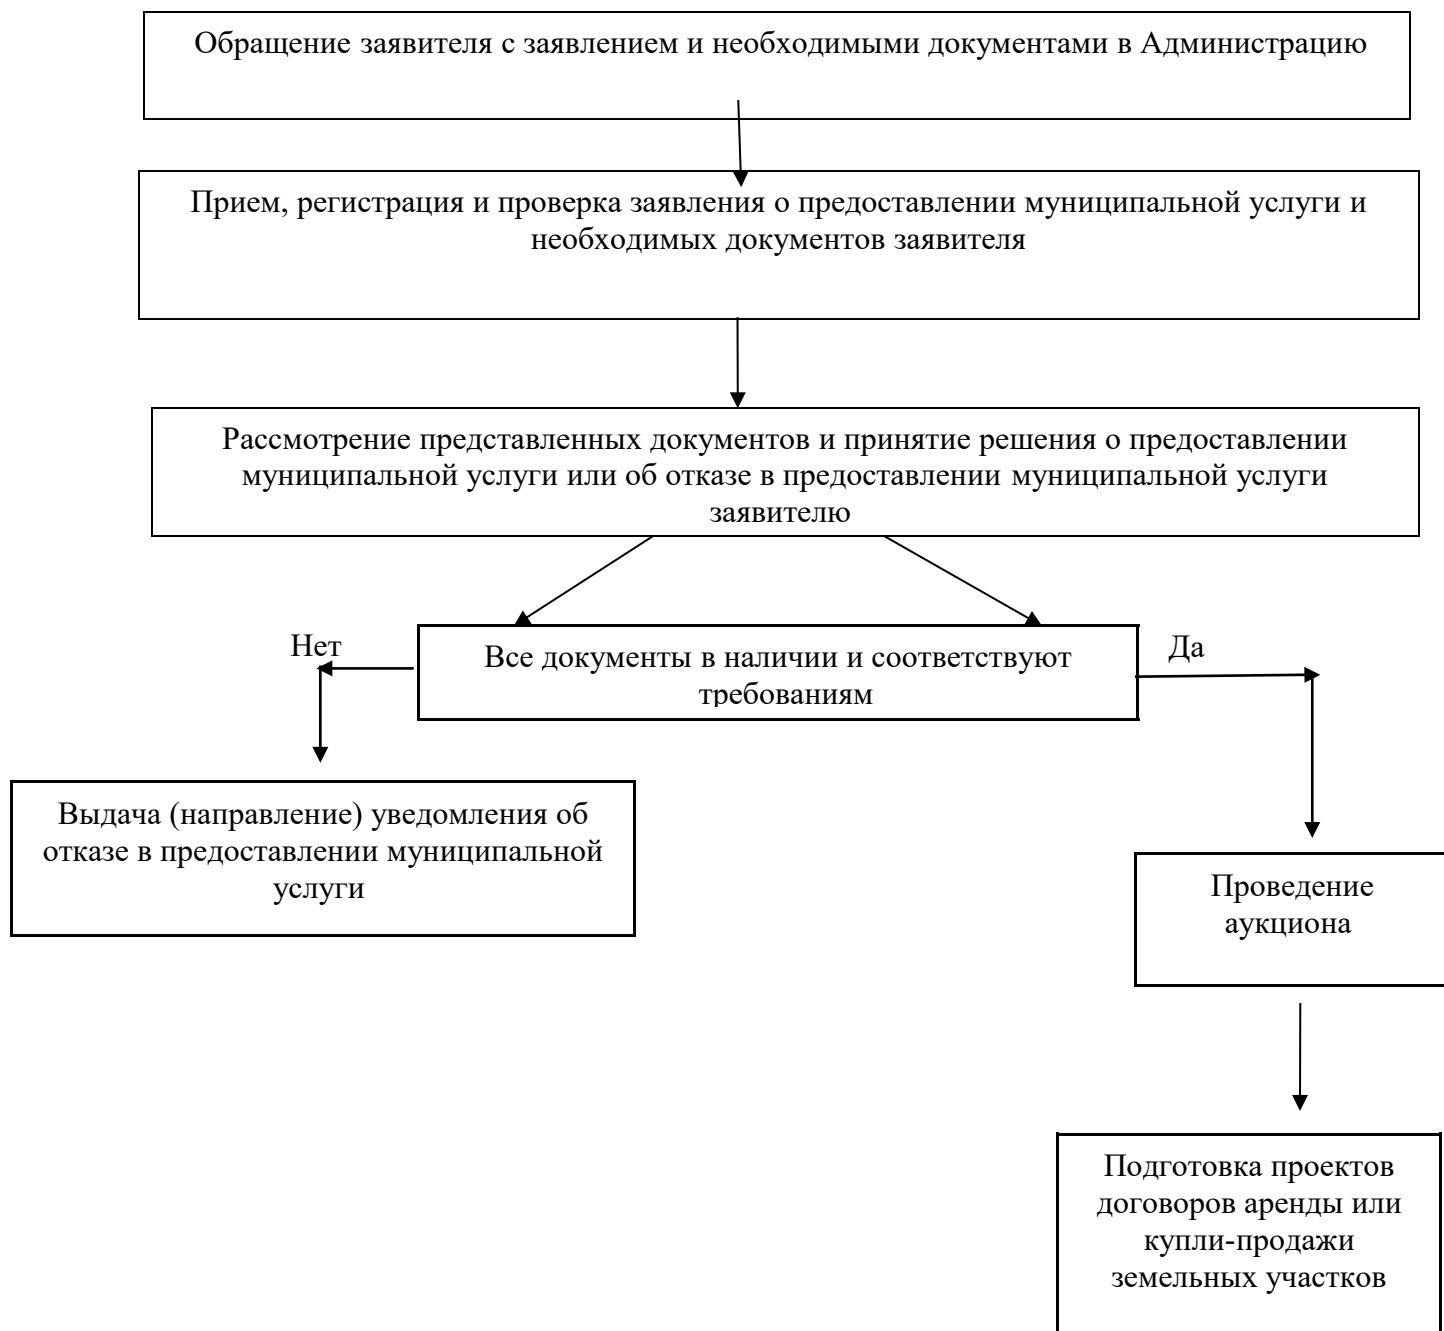 Обращение заявителя с заявлением и необходимыми документами в Администрацию
Прием, регистрация и проверка заявления о предоставлении муниципальной услуги и
необходимых документов заявителя
Рассмотрение представленных документов и принятие решения о предоставлении
муниципальной услуги или об отказе в предоставлении муниципальной услуги
заявителю
Нет
Все документы в наличии и соответствуют
требованиям
Да
Выдача (направление) уведомления об
отказе в предоставлении муниципальной
услуги
Проведение
аукциона
Подготовка проектов
договоров аренды или
купли-продажи
земельных участков